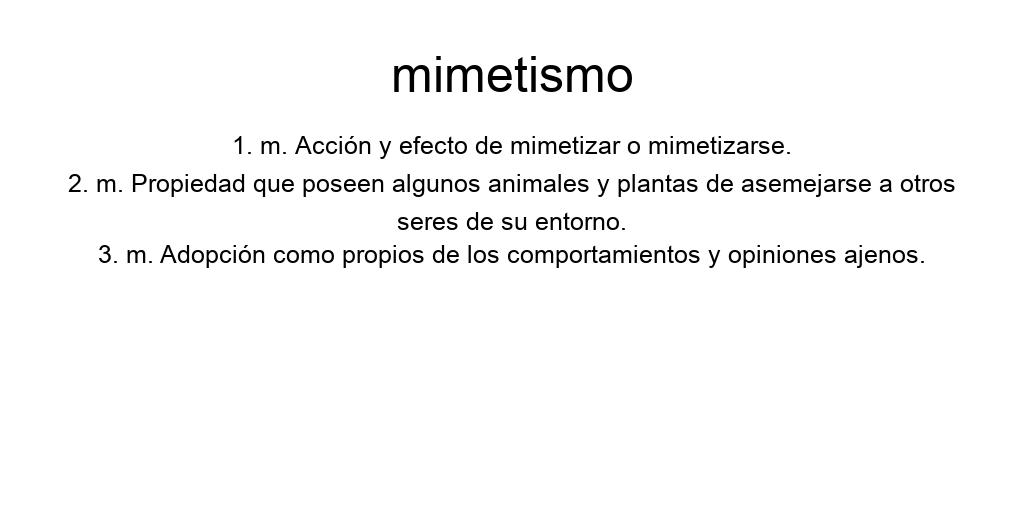 mimetismo
1. m. Acción y efecto de mimetizar o mimetizarse.
2. m. Propiedad que poseen algunos animales y plantas de asemejarse a otros
seres de su entorno.
3. m. Adopción como propios de los comportamientos y opiniones ajenos.